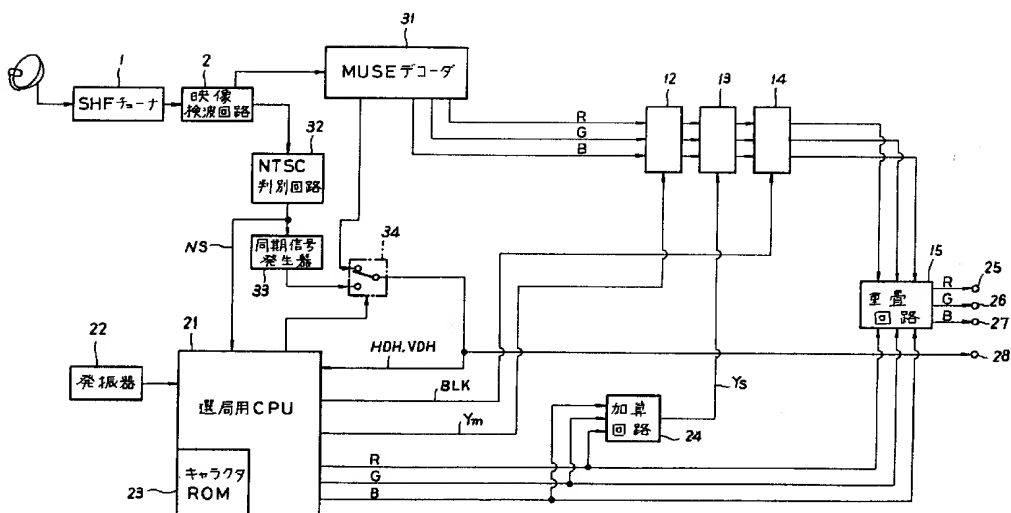 31
MUSEデコーダ
1
SHFチューナ
2
映像
検波回路
32
NTSC
判別回路
NS
同期信号
発生器
33
34
R
G
B
12
13
14
15
重畳
回路
R
G
B
25
26
27
28
22
発振器
21
選局用CPU
キャラクタ
ROM
23
HDH,VDH
BLK
Ym
Ys
加算
回路
24
R
G
B